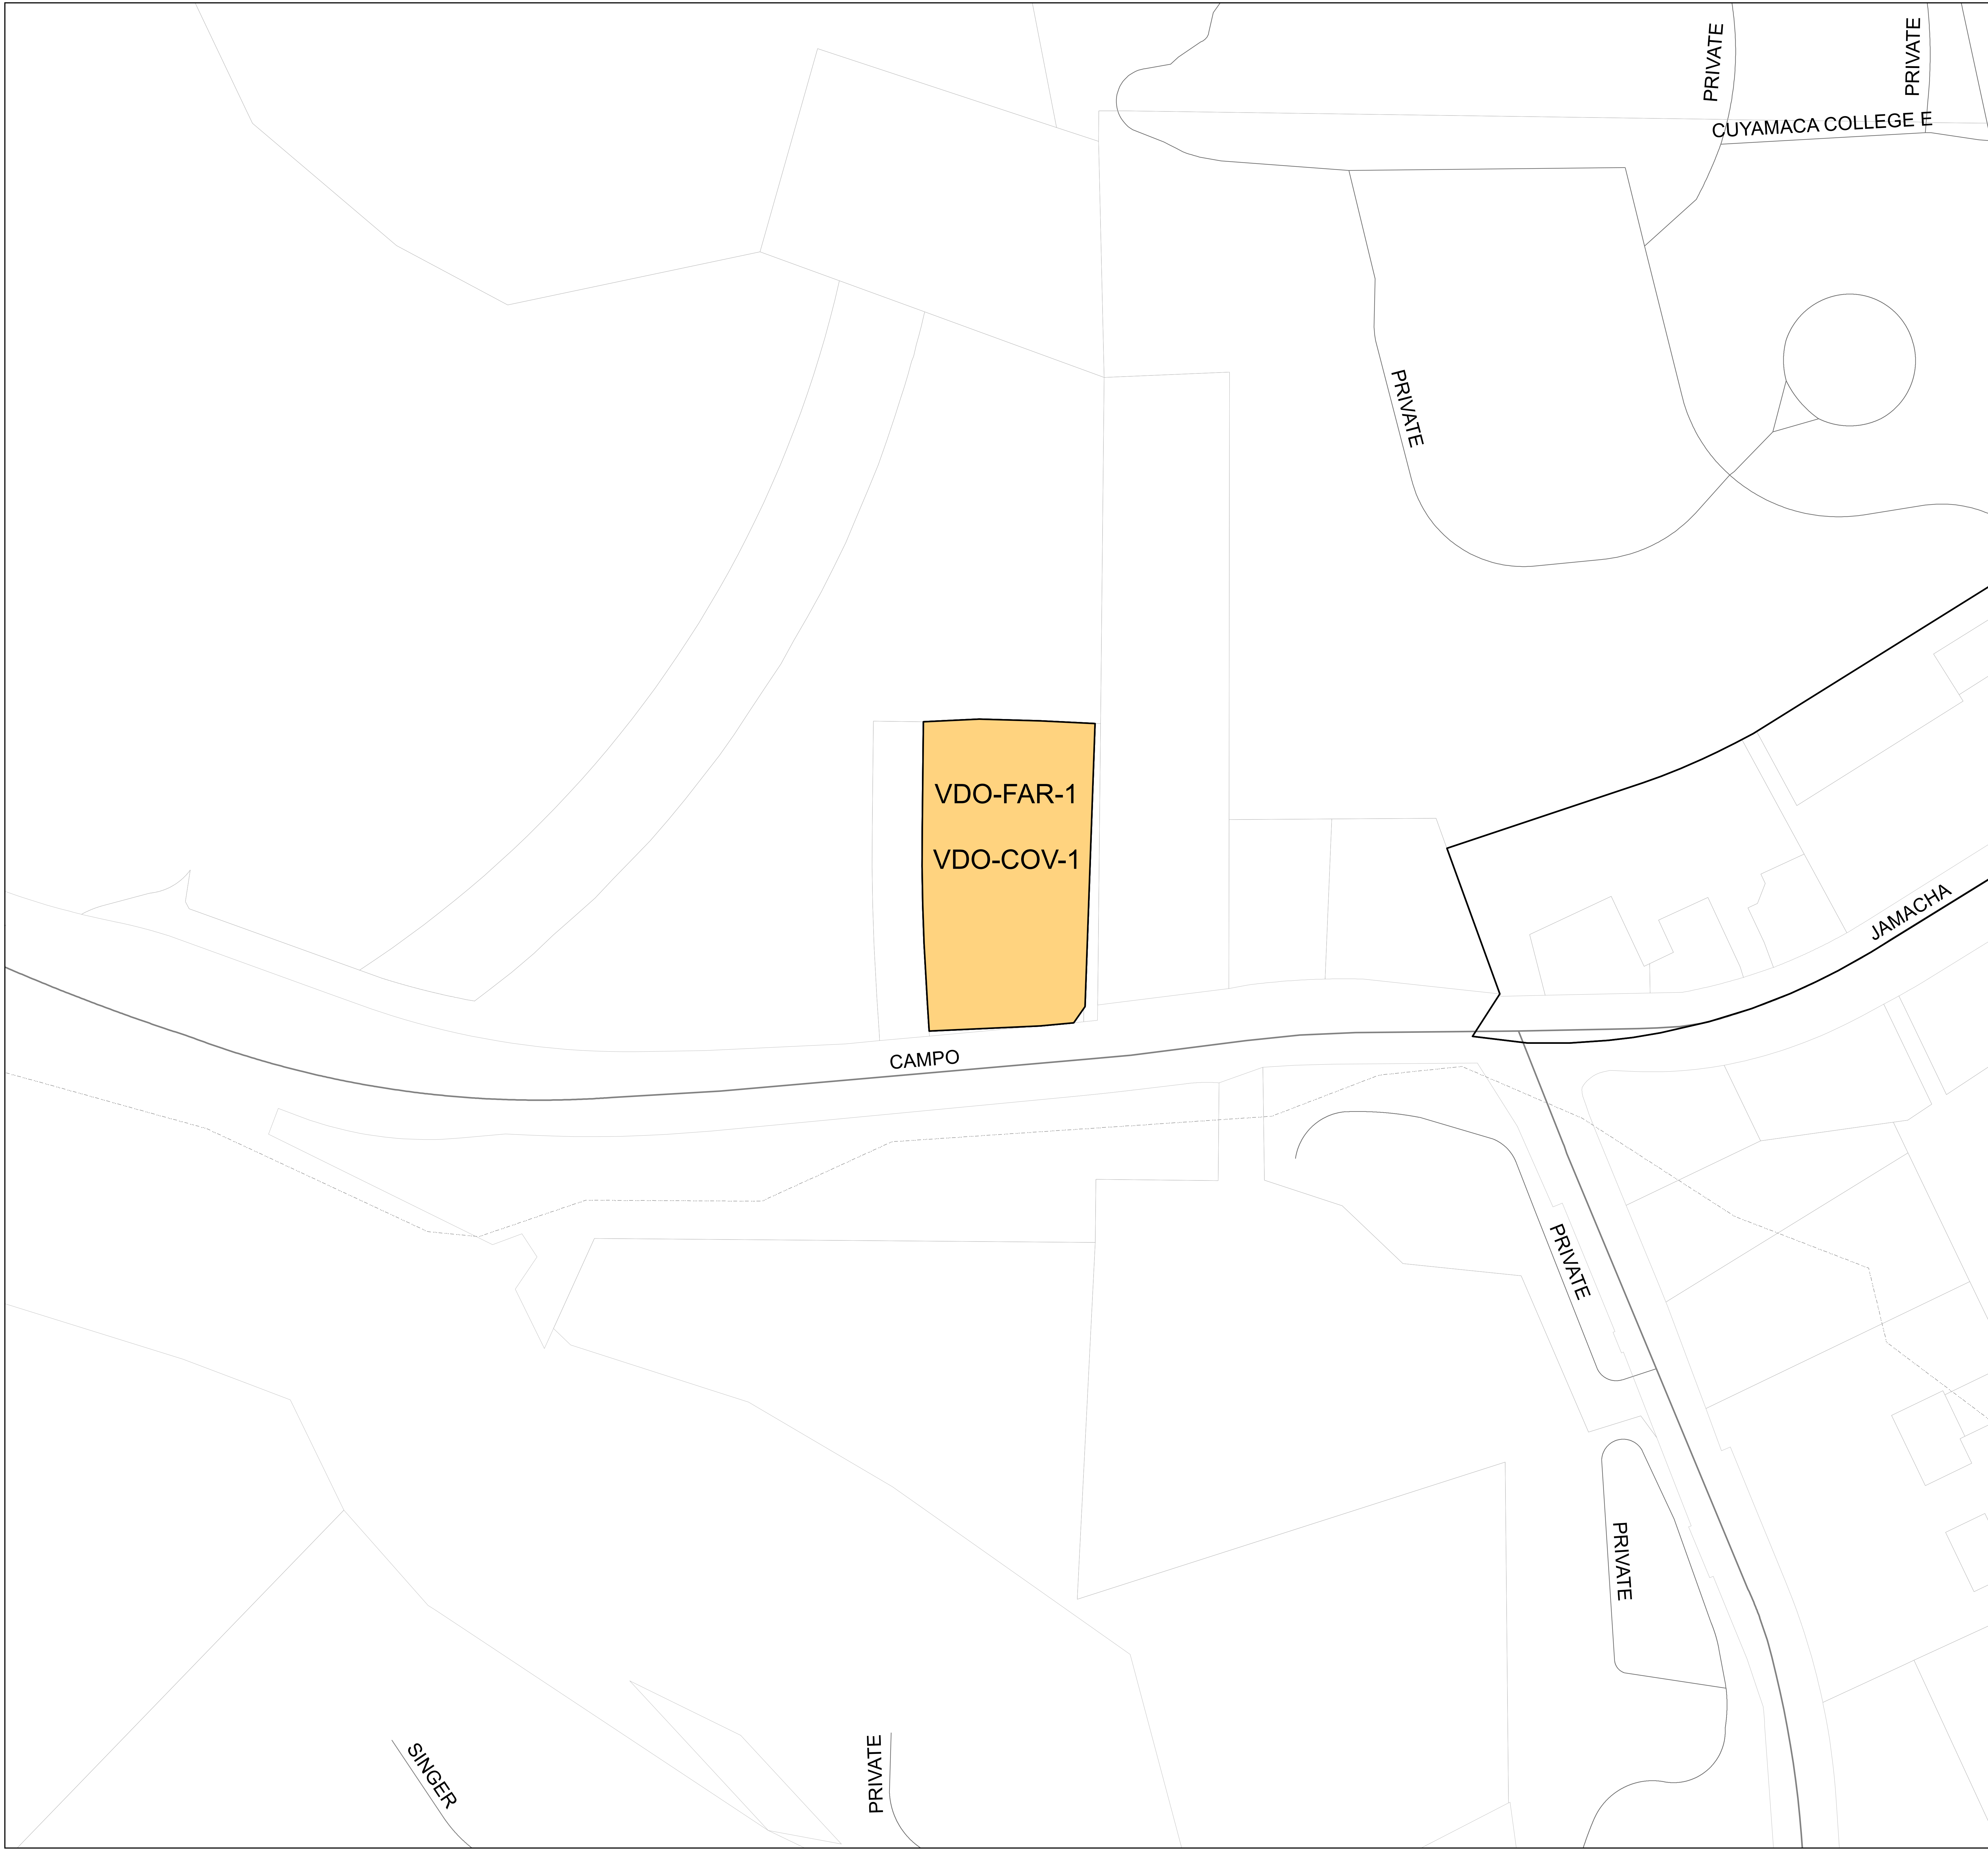 PRIVATE
PRIVATE
CUYAMACA COLLEGE E
PRIVATE
VDO-FAR-1
VDO-COV-1
JAMACHA
CAMPO
PRIVATE
PRIVATE
SINGER
PRIVATE